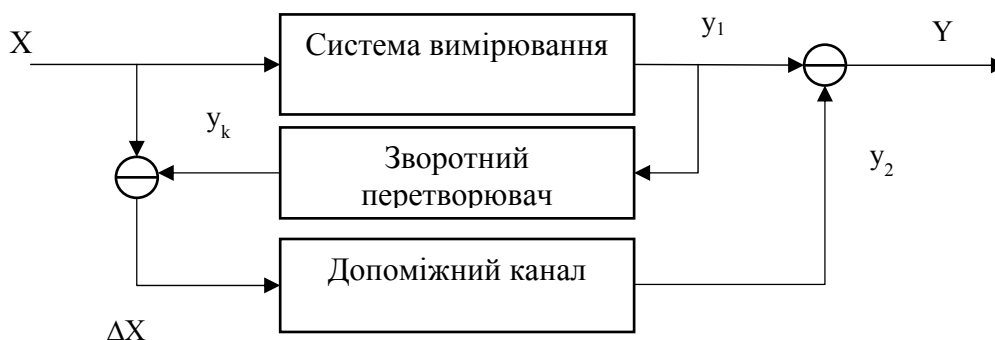 X
Система вимірювання
y₁
Y
yₖ
Зворотний
перетворювач
y₂
Допоміжний канал
ΔX